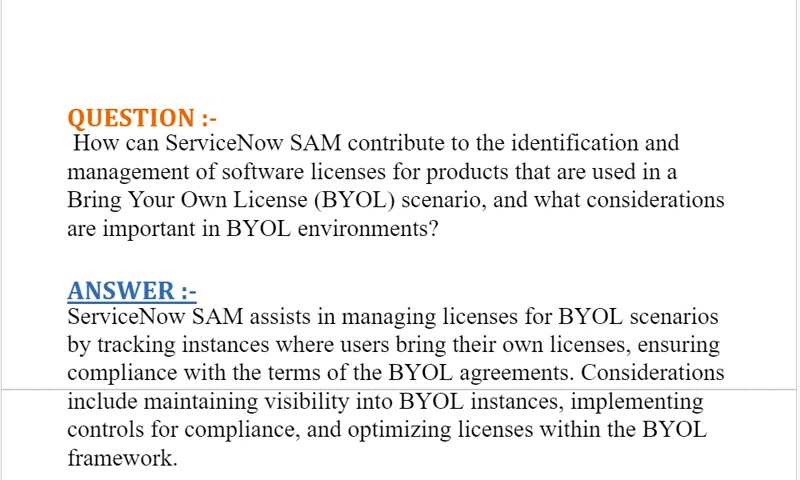 QUESTION :-
How can ServiceNow SAM contribute to the identification and
management of software licenses for products that are used in a
Bring Your Own License (BYOL) scenario, and what considerations
are important in BYOL environments?
ANSWER :-
ServiceNow SAM assists in managing licenses for BYOL scenarios
by tracking instances where users bring their own licenses, ensuring
compliance with the terms of the BYOL agreements. Considerations
include maintaining visibility into BYOL instances, implementing
controls for compliance, and optimizing licenses within the BYOL
framework.